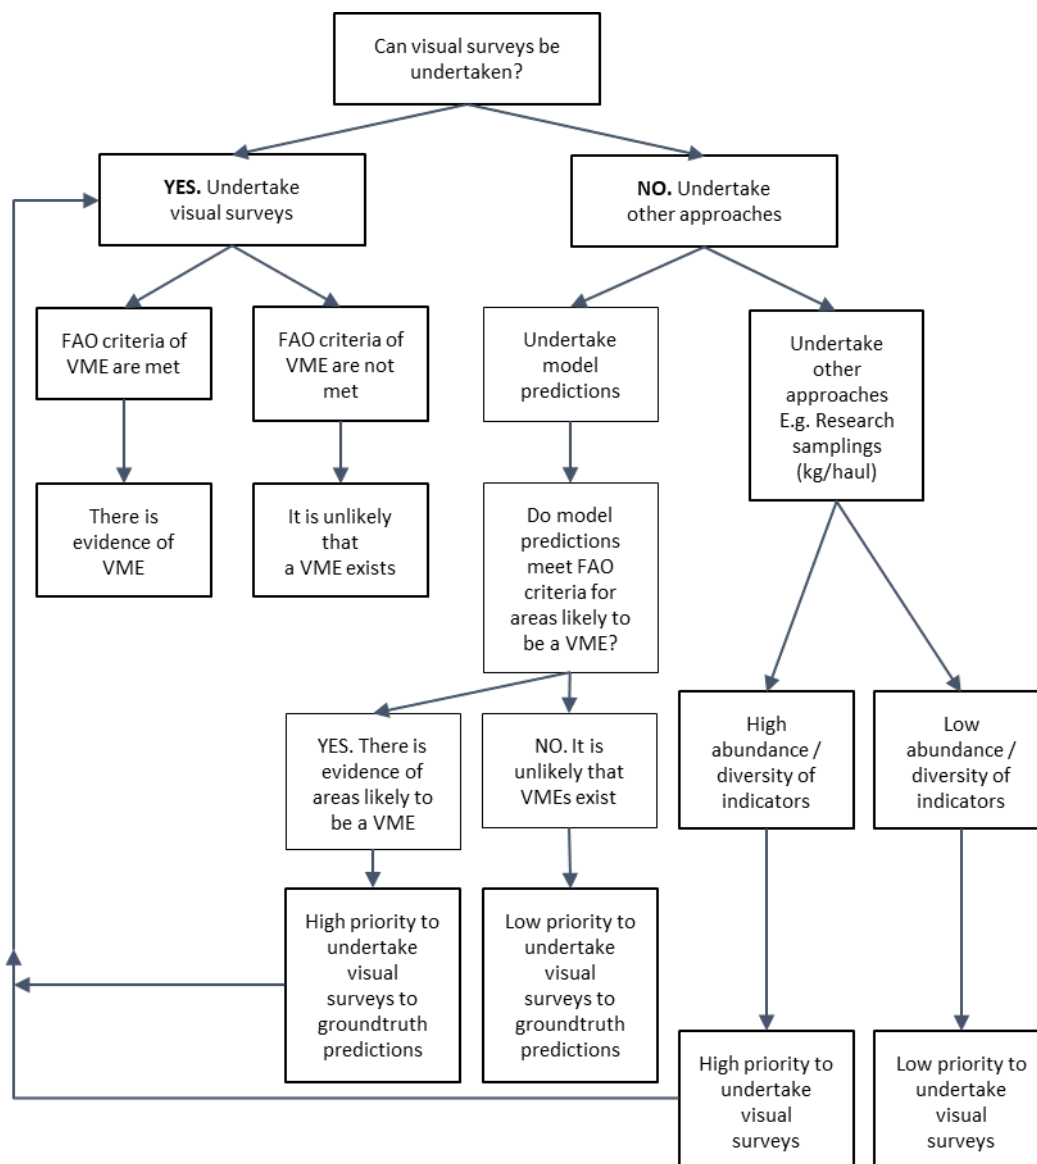 Can visual surveys be
undertaken?
YES. Undertake
visual surveys
NO. Undertake
other approaches
FAO criteria of
VME are met
FAO criteria of
VME are not
met
Undertake
model
predictions
Undertake
other
approaches
E.g. Research
samplings
(kg/haul)
There is
evidence of
VME
It is unlikely
that
a VME exists
Do model
predictions
meet FAO
criteria for
areas likely to
be a VME?
YES. There is
evidence of
areas likely to
be a VME
NO. It is
unlikely that
VMEs exist
High
abundance /
diversity of
indicators
Low
abundance /
diversity of
indicators
High priority to
undertake
visual
surveys to
groundtruth
predictions
Low priority to
undertake
visual
surveys to
groundtruth
predictions
High priority to
undertake
visual
surveys
Low priority to
undertake
visual
surveys